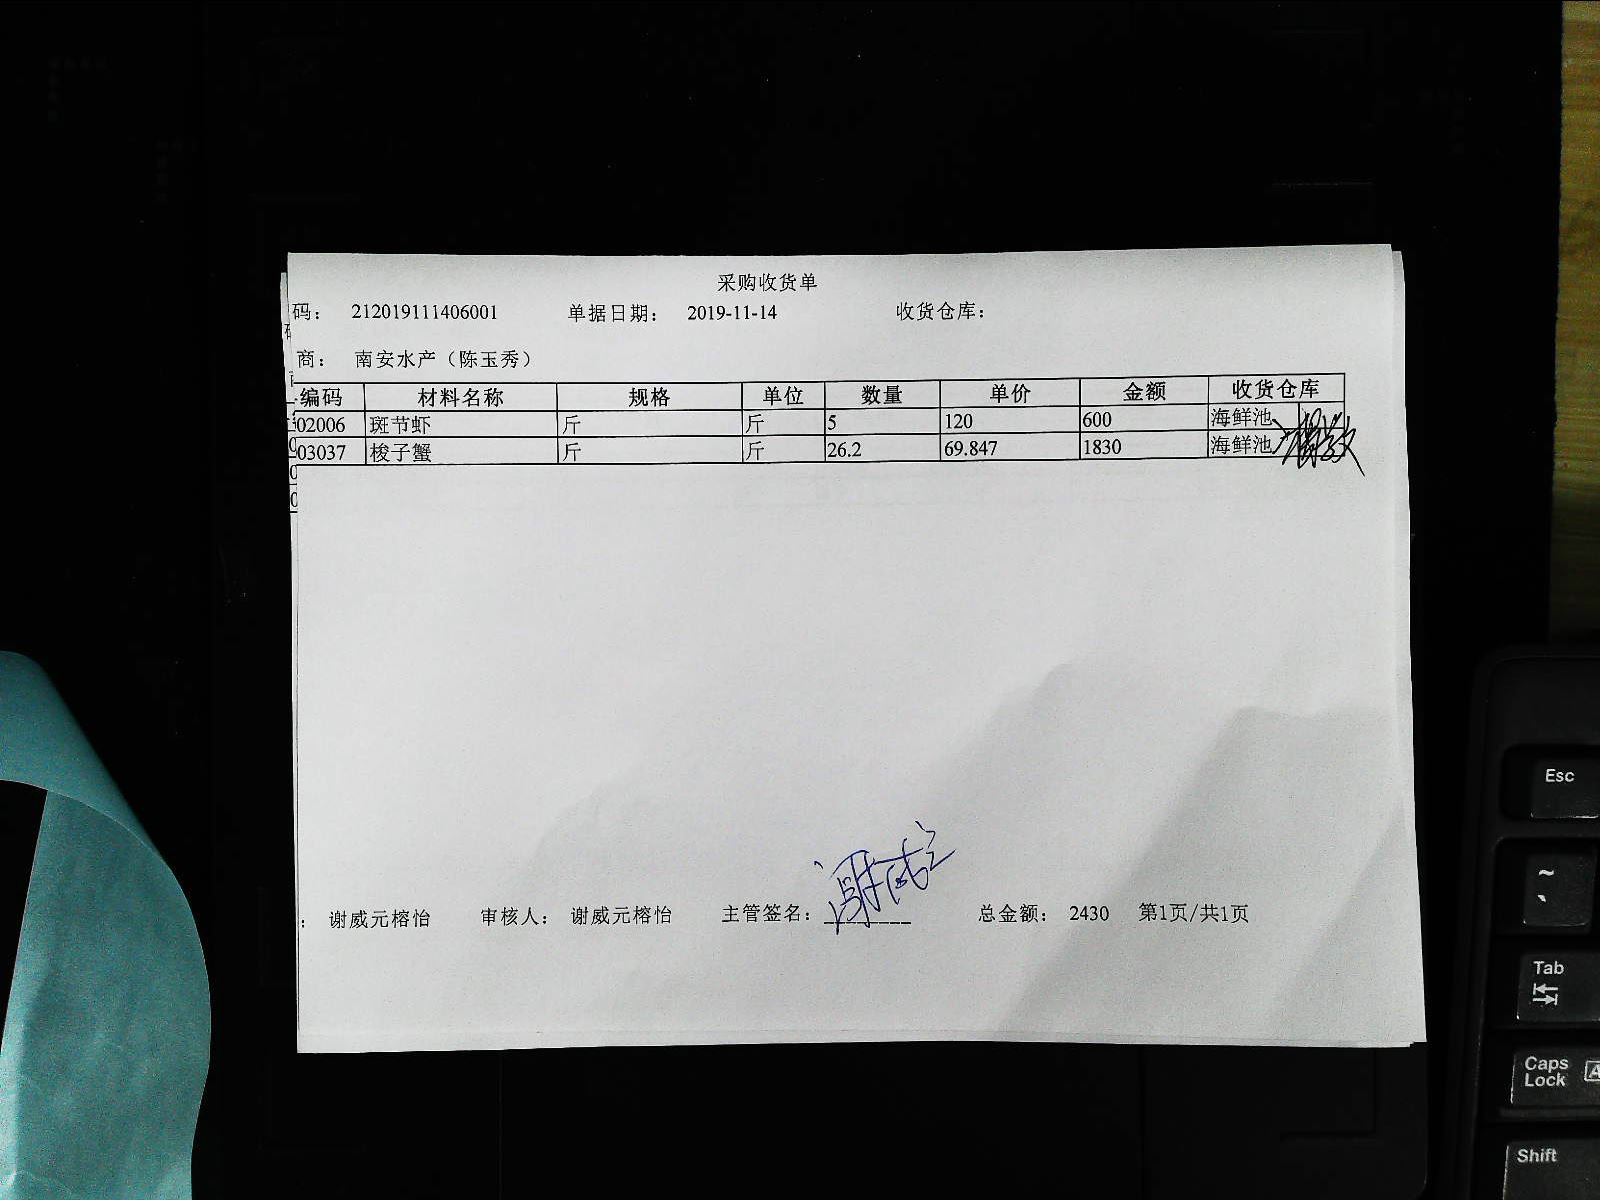 采购收货单
码： 212019111406001 单据日期： 2019-11-14 收货仓库：
商： 南安水产（陈玉秀）
编码 材料名称 规格 单位 数量 单价 金额 收货仓库
02006 斑节虾 斤 斤 5 120 600 海鲜池
03037 梭子蟹 斤 斤 26.2 69.847 1830 海鲜池
： 谢威元榕怡 审核人： 谢威元榕怡 主管签名： 总金额： 2430 第1页/共1页
Esc
~
`
Tab
Caps
Lock
A
Shift